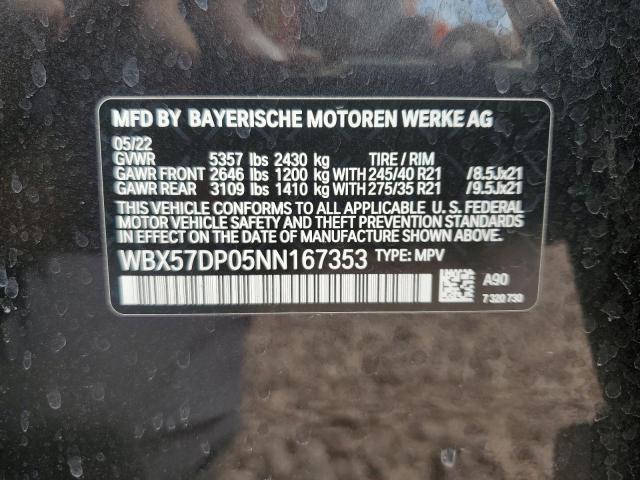 MFD BY BAYERISCHE MOTOREN WERKE AG
05/22
GVWR 5357 lbs 2430 kg TIRE / RIM
GAWR FRONT 2646 lbs 1200 kg WITH 245/40 R21 /8.5Jx21
GAWR REAR 3109 lbs 1410 kg WITH 275/35 R21 /9.5Jx21
THIS VEHICLE CONFORMS TO ALL APPLICABLE U. S. FEDERAL
MOTOR VEHICLE SAFETY AND THEFT PREVENTION STANDARDS IN
EFFECT ON THE DATE OF MANUFACTURE SHOWN ABOVE.
WBX57DP05NN167353 TYPE: MPV
A90
7 320 730